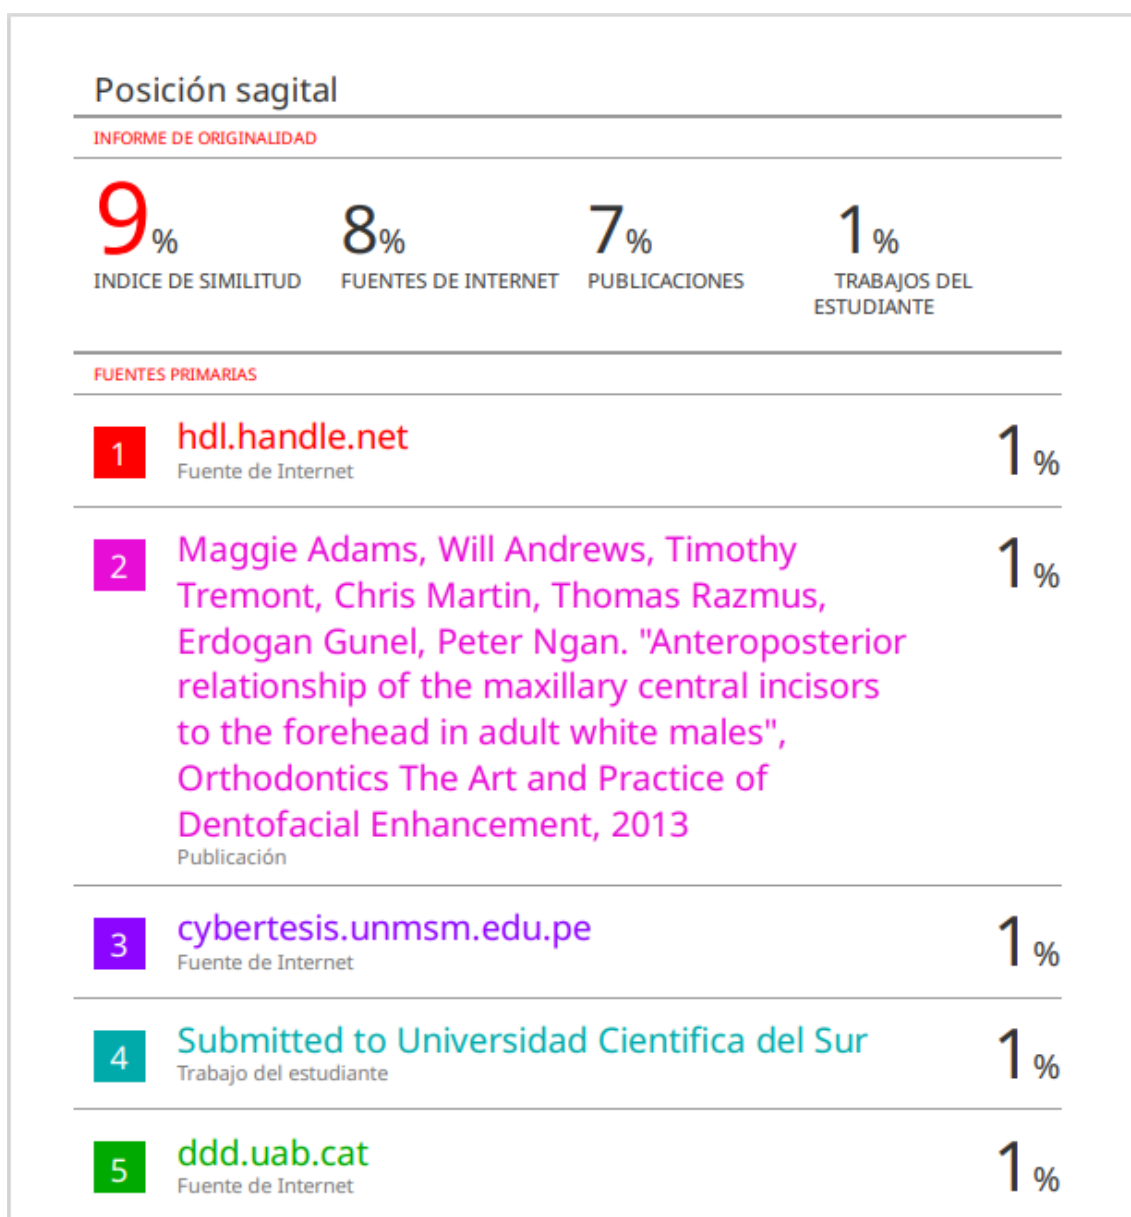 Posición sagital
INFORME DE ORIGINALIDAD
9%
8%
7%
1%
INDICE DE SIMILITUD
FUENTES DE INTERNET
PUBLICACIONES
TRABAJOS DEL
ESTUDIANTE
FUENTES PRIMARIAS
1
hdl.handle.net
Fuente de Internet
1%
2
Maggie Adams, Will Andrews, Timothy
Tremont, Chris Martin, Thomas Razmus,
Erdogan Gunel, Peter Ngan. "Anteroposterior
relationship of the maxillary central incisors
to the forehead in adult white males",
Orthodontics The Art and Practice of
Dentofacial Enhancement, 2013
Publicación
1%
3
cybertesis.unmsm.edu.pe
Fuente de Internet
1%
4
Submitted to Universidad Cientifica del Sur
Trabajo del estudiante
1%
5
ddd.uab.cat
Fuente de Internet
1%